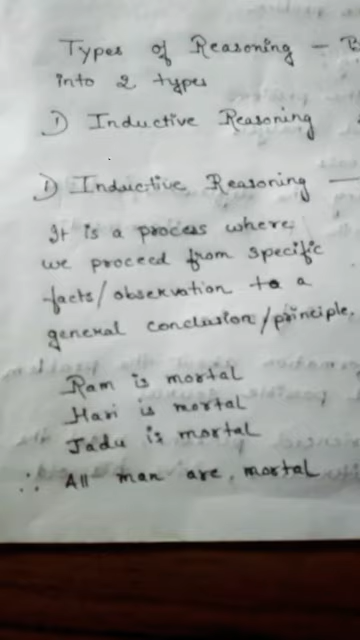 Types of Reasoning -
into 2 types
1) Inductive Reasoning
1) Inductive Reasoning —
It is a process where
we proceed from specific
facts/observation to a
general conclusion/principle.
Ram is mortal
Hari is mortal
Jadu is mortal
∴ All man are mortal